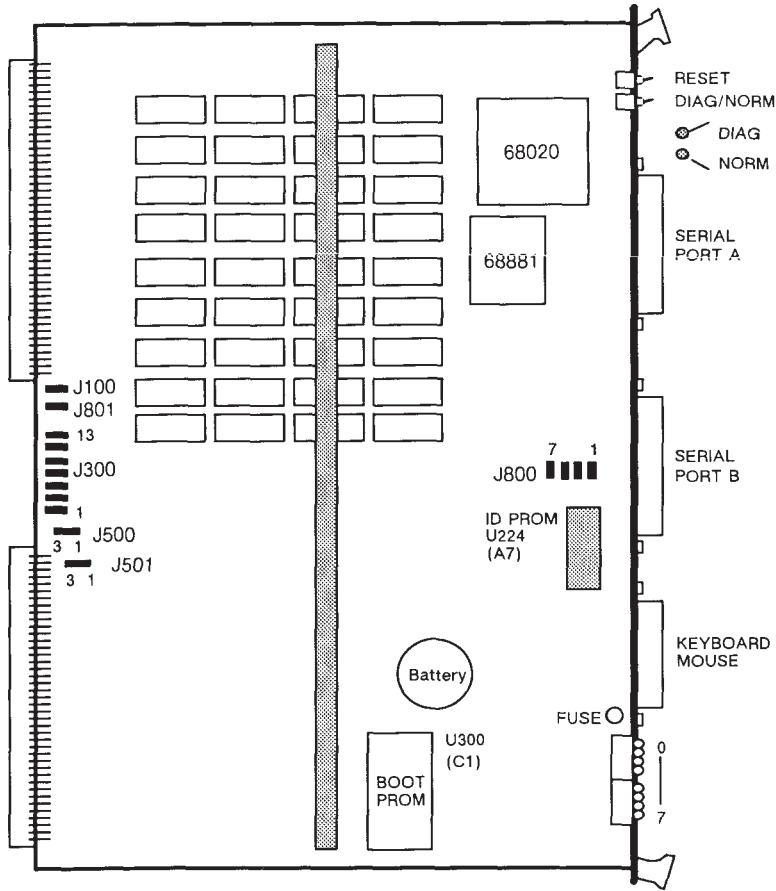 RESET
DIAG/NORM
DIAG
NORM
68020
SERIAL
PORT A
68881
J100
J801
13
J300
1
7 1
J800
SERIAL
PORT B
ID PROM
U224
(A7)
J500
3 1
J501
3 1
KEYBOARD
MOUSE
Battery
FUSE
U300
(C1)
BOOT
PROM
0
7